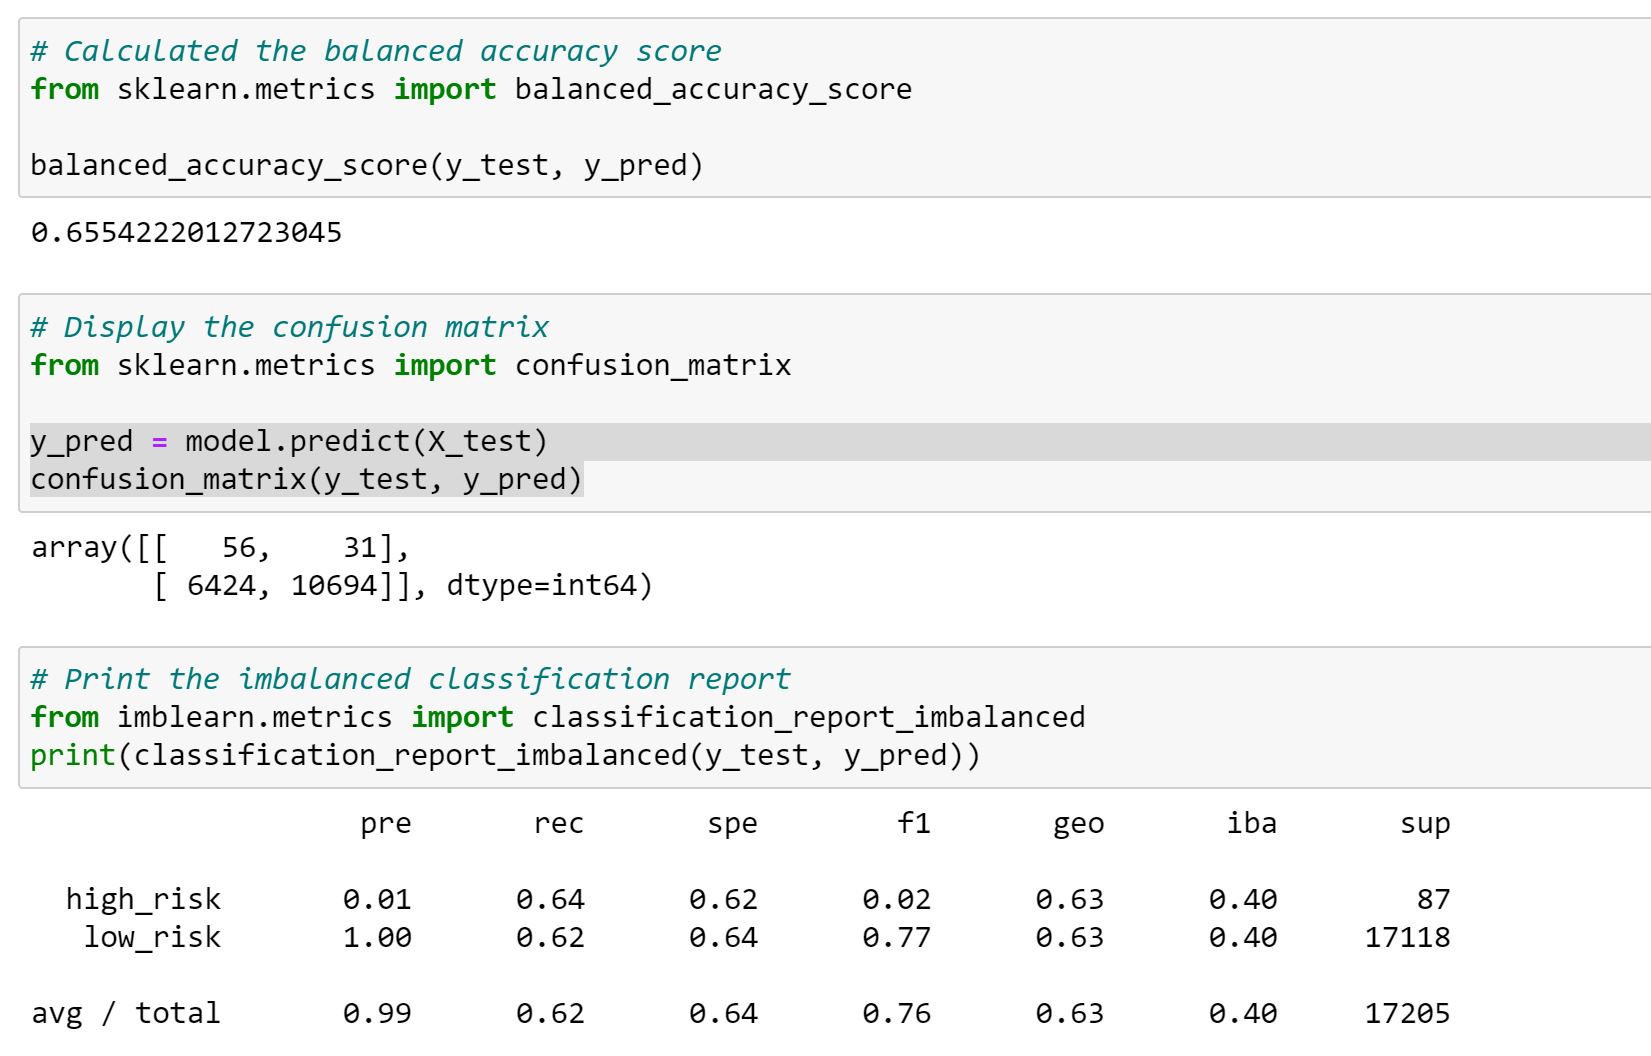 # Calculated the balanced accuracy score
from sklearn.metrics import balanced_accuracy_score
balanced_accuracy_score(y_test, y_pred)
0.6554222012723045
# Display the confusion matrix
from sklearn.metrics import confusion_matrix
y_pred = model.predict(X_test)
confusion_matrix(y_test, y_pred)
array([[   56,    31],
       [ 6424, 10694]], dtype=int64)
# Print the imbalanced classification report
from imblearn.metrics import classification_report_imbalanced
print(classification_report_imbalanced(y_test, y_pred))
pre rec spe f1 geo iba sup
high_risk 0.01 0.64 0.62 0.02 0.63 0.40 87
low_risk 1.00 0.62 0.64 0.77 0.63 0.40 17118
avg / total 0.99 0.62 0.64 0.76 0.63 0.40 17205